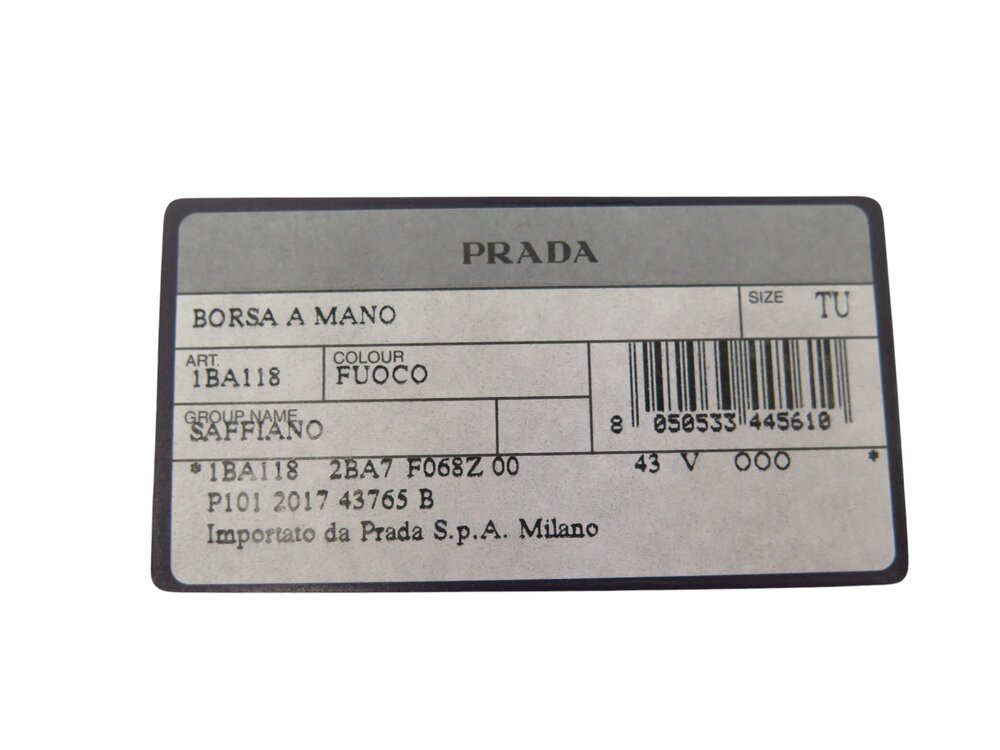 PRADA
BORSA A MANO
SIZE TU
ART. 1BA118
COLOUR FUOCO
GROUP NAME SAFFIANO
8 050533 445610
*1BA118 2BA7 F068Z 00 43 V 000 *
P101 2017 43765 B
Importato da Prada S.p.A. Milano